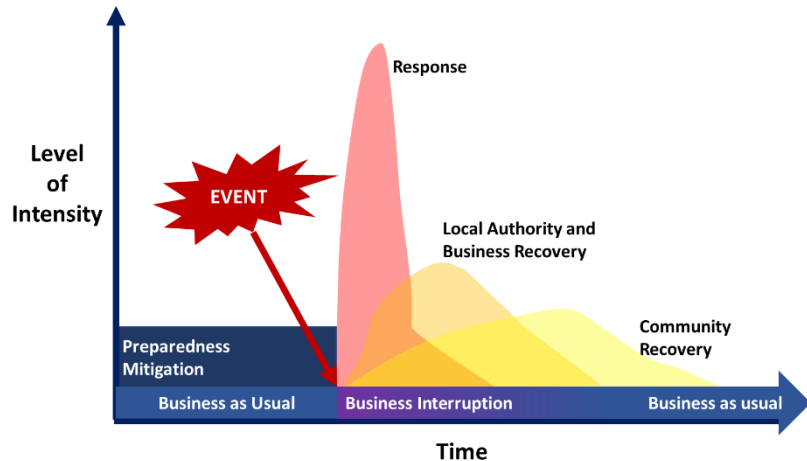 Response
Level
of
Intensity
EVENT
Local Authority and
Business Recovery
Preparedness
Mitigation
Community
Recovery
Business as Usual
Business Interruption
Business as usual
Time